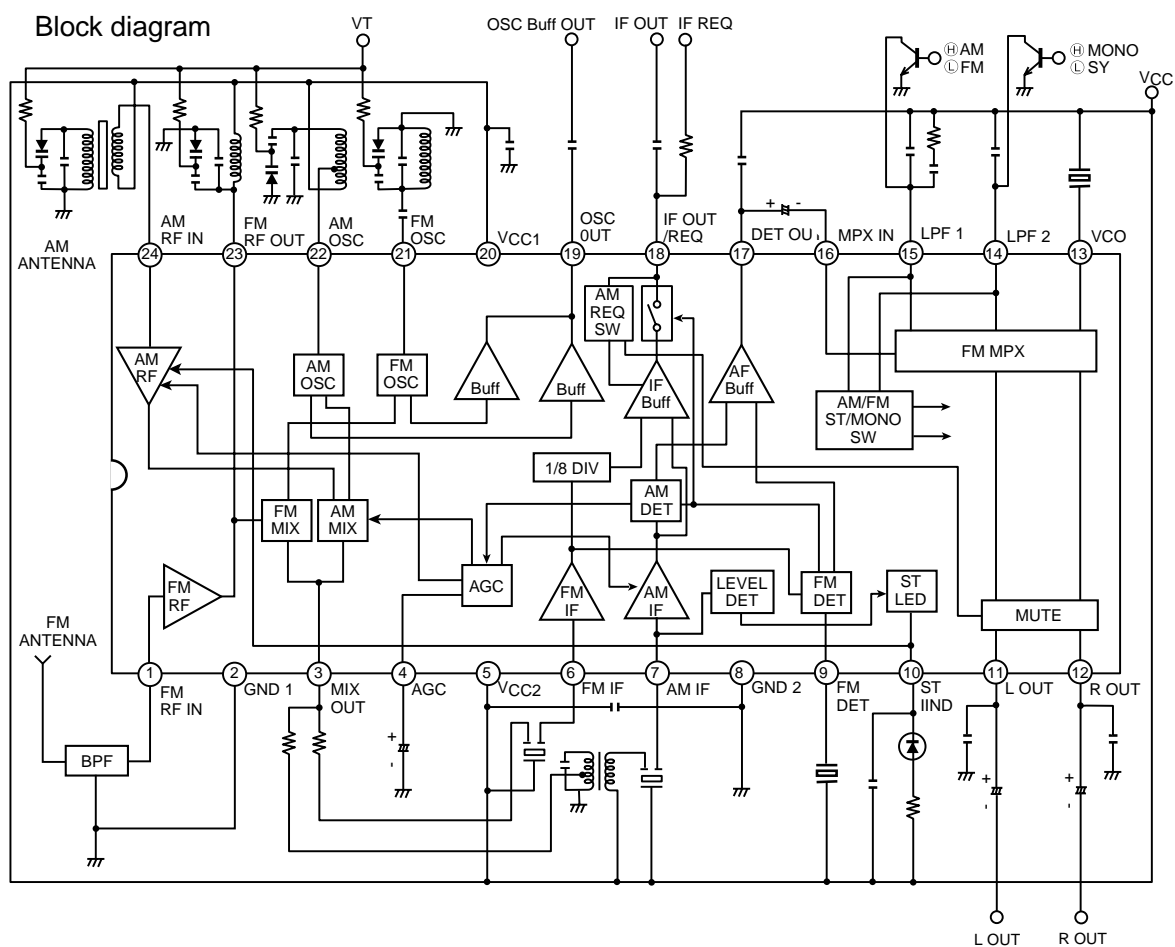 Block diagram
VT
OSC Buff OUT
IF OUT
IF REQ
Ⓗ AM
Ⓛ FM
Ⓗ MONO
Ⓛ SY
VCC
AM ANTENNA
AM RF IN
FM RF OUT
AM OSC
FM OSC
VCC1
OSC 0UT
IF OUT /REQ
+ -
DET OU
MPX IN
LPF 1
LPF 2
VCO
24
23
22
21
20
19
18
17
16
15
14
13
AM RF
AM OSC
FM OSC
Buff
Buff
AM REQ SW
IF Buff
AF Buff
FM MPX
AM/FM ST/MONO SW
1/8 DIV
AM DET
FM MIX
AM MIX
AGC
FM IF
AM IF
LEVEL DET
FM DET
ST LED
MUTE
FM RF
FM ANTENNA
1
2
3
4
5
6
7
8
9
10
11
12
FM RF IN
GND 1
MIX OUT
AGC
VCC2
FM IF
AM IF
GND 2
FM DET
ST IIND
L OUT
R OUT
BPF
+
-
+
-
+
-
L OUT
R OUT